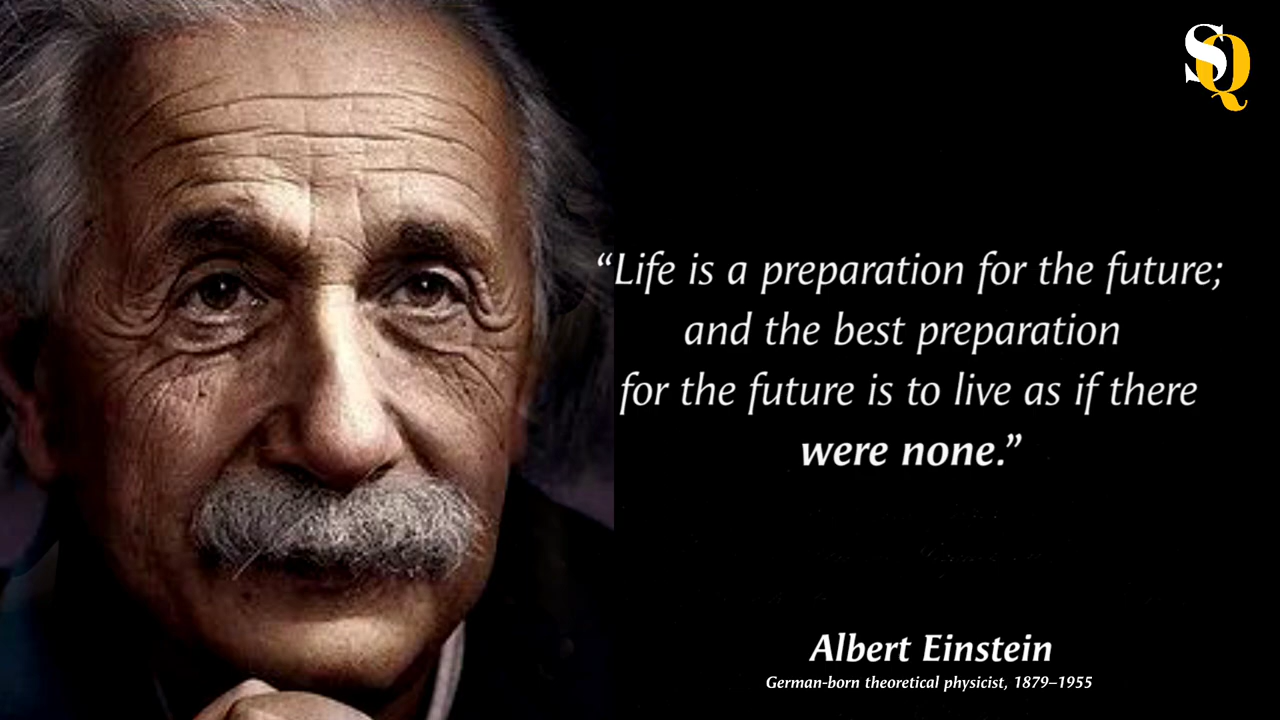 SQ
“Life is a preparation for the future;
and the best preparation
for the future is to live as if there
were none.”
Albert Einstein
German-born theoretical physicist, 1879–1955